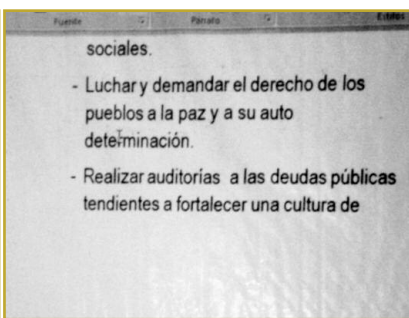 Fuente Párrafo Estilos
sociales.
- Luchar y demandar el derecho de los
pueblos a la paz y a su auto
determinación.
- Realizar auditorías a las deudas públicas
tendientes a fortalecer una cultura de